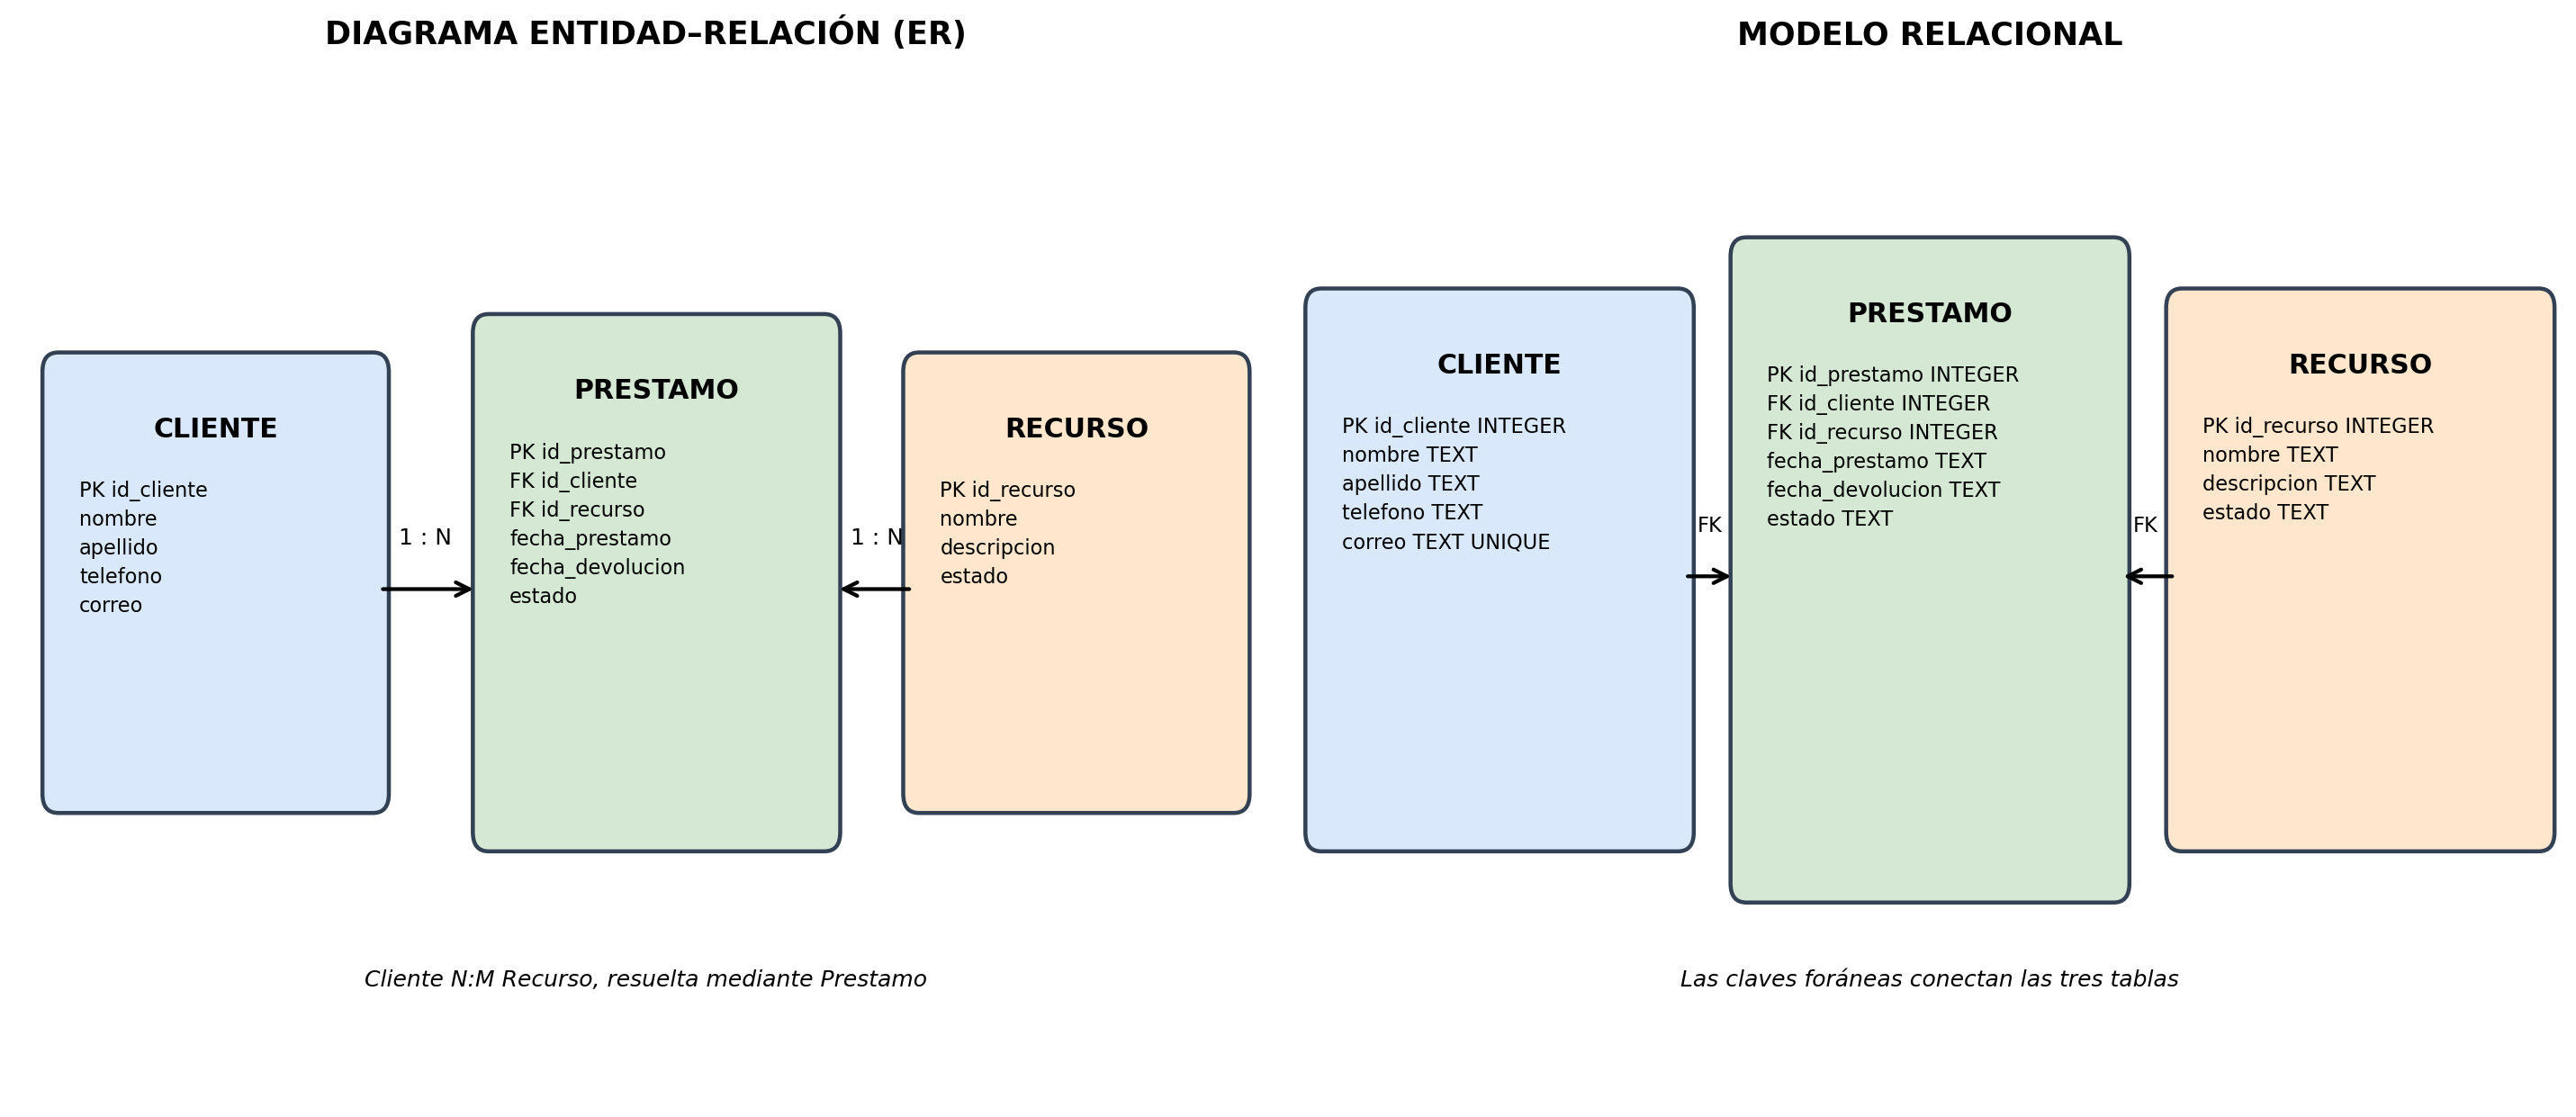 DIAGRAMA ENTIDAD–RELACIÓN (ER)
CLIENTE
PK id_cliente
nombre
apellido
telefono
correo
1 : N
PRESTAMO
PK id_prestamo
FK id_cliente
FK id_recurso
fecha_prestamo
fecha_devolucion
estado
1 : N
RECURSO
PK id_recurso
nombre
descripcion
estado
Cliente N:M Recurso, resuelta mediante Prestamo
MODELO RELACIONAL
CLIENTE
PK id_cliente INTEGER
nombre TEXT
apellido TEXT
telefono TEXT
correo TEXT UNIQUE
FK
PRESTAMO
PK id_prestamo INTEGER
FK id_cliente INTEGER
FK id_recurso INTEGER
fecha_prestamo TEXT
fecha_devolucion TEXT
estado TEXT
FK
RECURSO
PK id_recurso INTEGER
nombre TEXT
descripcion TEXT
estado TEXT
Las claves foráneas conectan las tres tablas